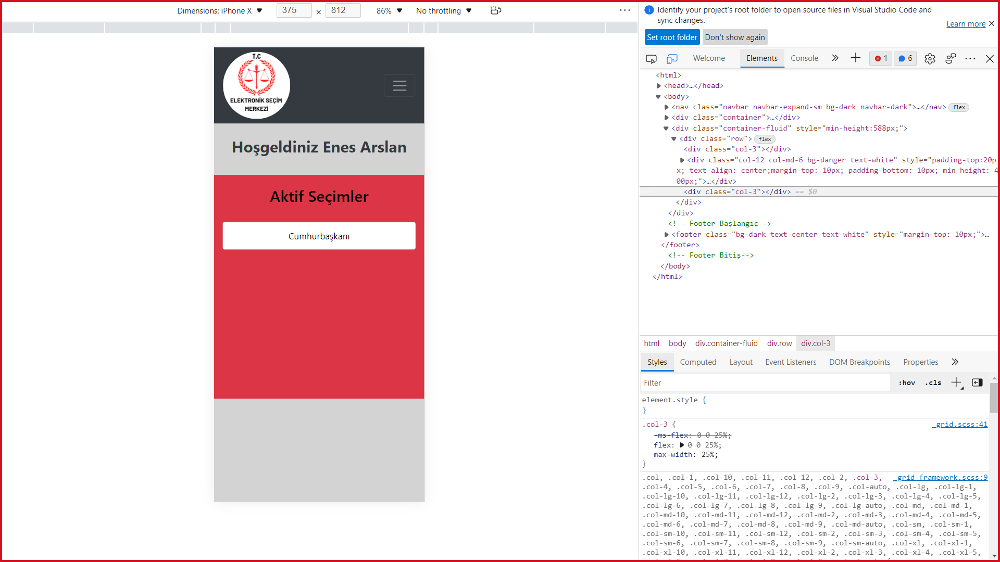 Dimensions: iPhone X ▼ 375 × 812 86% ▼ No throttling ▼
T.C
ELEKTRONİK SEÇİM
MERKEZİ
Hoşgeldiniz Enes Arslan
Aktif Seçimler
Cumhurbaşkanı
Identify your project's root folder to open source files in Visual Studio Code and
sync changes.
Learn more
Set root folder Don't show again
Welcome Elements Console 1 6
<html>
<head>…</head>
<body>
<nav class="navbar navbar-expand-sm bg-dark navbar-dark">…</nav> flex
<div class="container">…</div>
<div class="container-fluid" style="min-height:588px;">
<div class="row"> flex
<div class="col-3"></div>
<div class="col-12 col-md-6 bg-danger text-white" style="padding-top:20p
x; text-align: center;margin-top: 10px; padding-bottom: 10px; min-height: 4
00px;">…</div>
<div class="col-3"></div> == $0
</div>
</div>
<!-- Footer Başlangıç-->
<footer class="bg-dark text-center text-white" style="margin-top: 10px;">…
</footer>
<!-- Footer Bitiş-->
</body>
</html>
html body div.container-fluid div.row div.col-3
Styles Computed Layout Event Listeners DOM Breakpoints Properties
Filter :hov .cls
element.style {
}
.col-3 { _grid.scss:41
-ms-flex: 0 0 25%;
flex: 0 0 25%;
max-width: 25%;
}
.col, .col-1, .col-10, .col-11, .col-12, .col-2, .col-3, _grid-framework.scss:9
.col-4, .col-5, .col-6, .col-7, .col-8, .col-9, .col-auto, .col-lg, .col-lg-1,
.col-lg-10, .col-lg-11, .col-lg-12, .col-lg-2, .col-lg-3, .col-lg-4, .col-lg-5,
.col-lg-6, .col-lg-7, .col-lg-8, .col-lg-9, .col-lg-auto, .col-md, .col-md-1,
.col-md-10, .col-md-11, .col-md-12, .col-md-2, .col-md-3, .col-md-4, .col-md-5,
.col-md-6, .col-md-7, .col-md-8, .col-md-9, .col-md-auto, .col-sm, .col-sm-1,
.col-sm-10, .col-sm-11, .col-sm-12, .col-sm-2, .col-sm-3, .col-sm-4, .col-sm-5,
.col-sm-6, .col-sm-7, .col-sm-8, .col-sm-9, .col-sm-auto, .col-xl, .col-xl-1,
.col-xl-10, .col-xl-11, .col-xl-12, .col-xl-2, .col-xl-3, .col-xl-4, .col-xl-5,